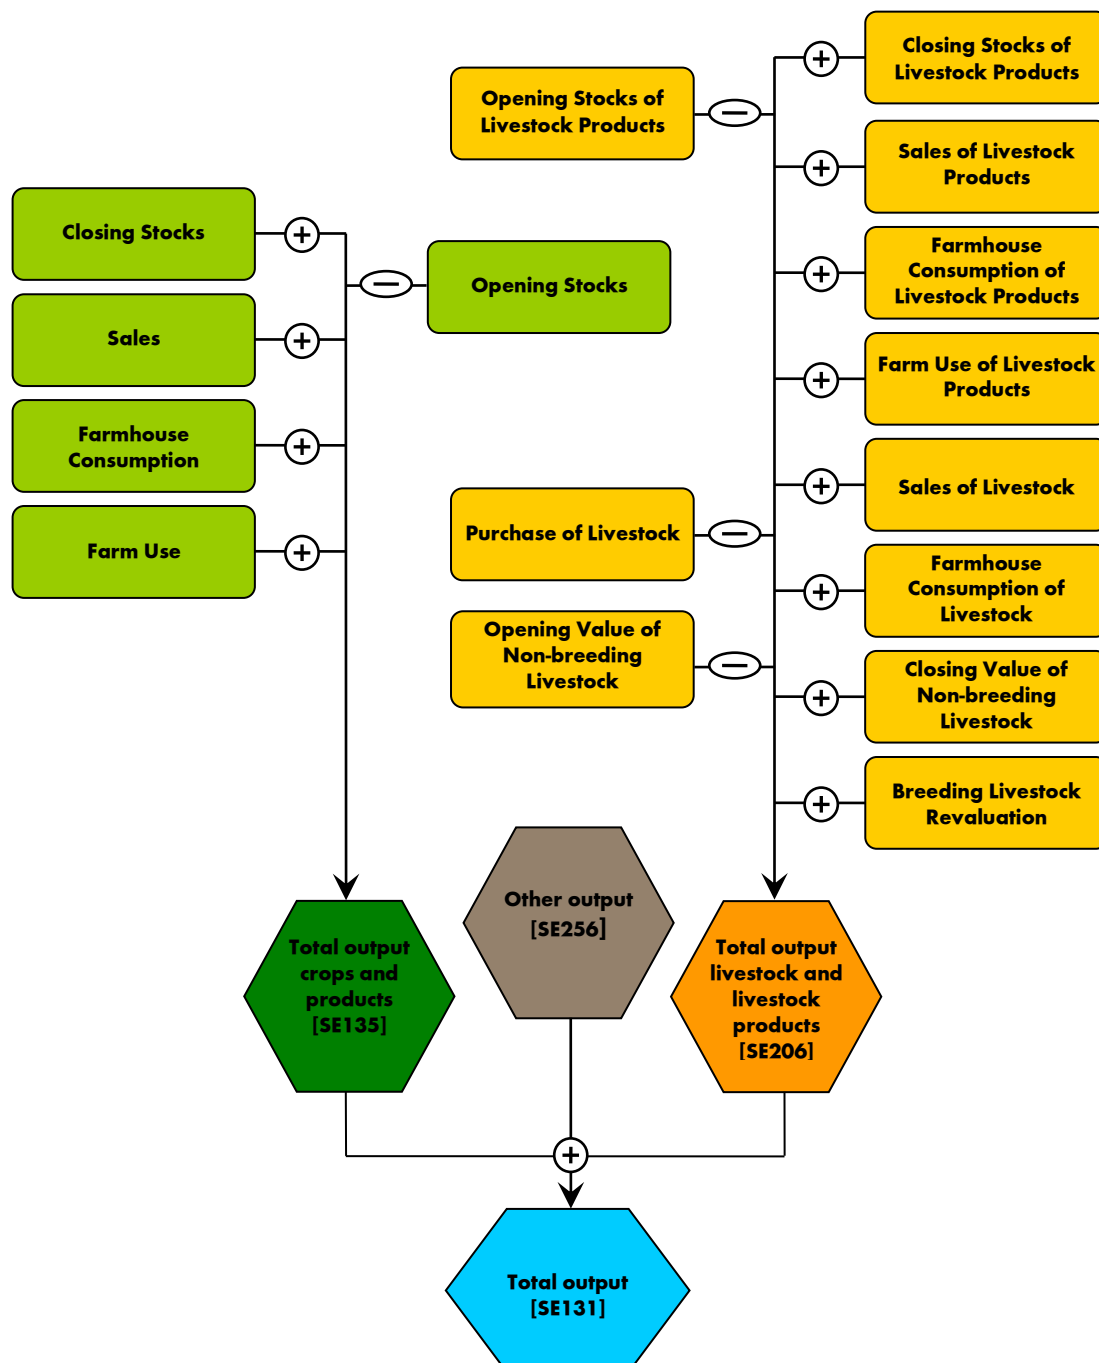 Closing Stocks of
Livestock Products
Opening Stocks of
Livestock Products
Sales of Livestock
Products
Closing Stocks
Farmhouse
Consumption of
Livestock Products
Opening Stocks
Sales
Farm Use of Livestock
Products
Farmhouse
Consumption
Sales of Livestock
Purchase of Livestock
Farm Use
Farmhouse
Consumption of
Livestock
Opening Value of
Non-breeding
Livestock
Closing Value of
Non-breeding
Livestock
Breeding Livestock
Revaluation
Other output
[SE256]
Total output
crops and
products
[SE135]
Total output
livestock and
livestock
products
[SE206]
Total output
[SE131]